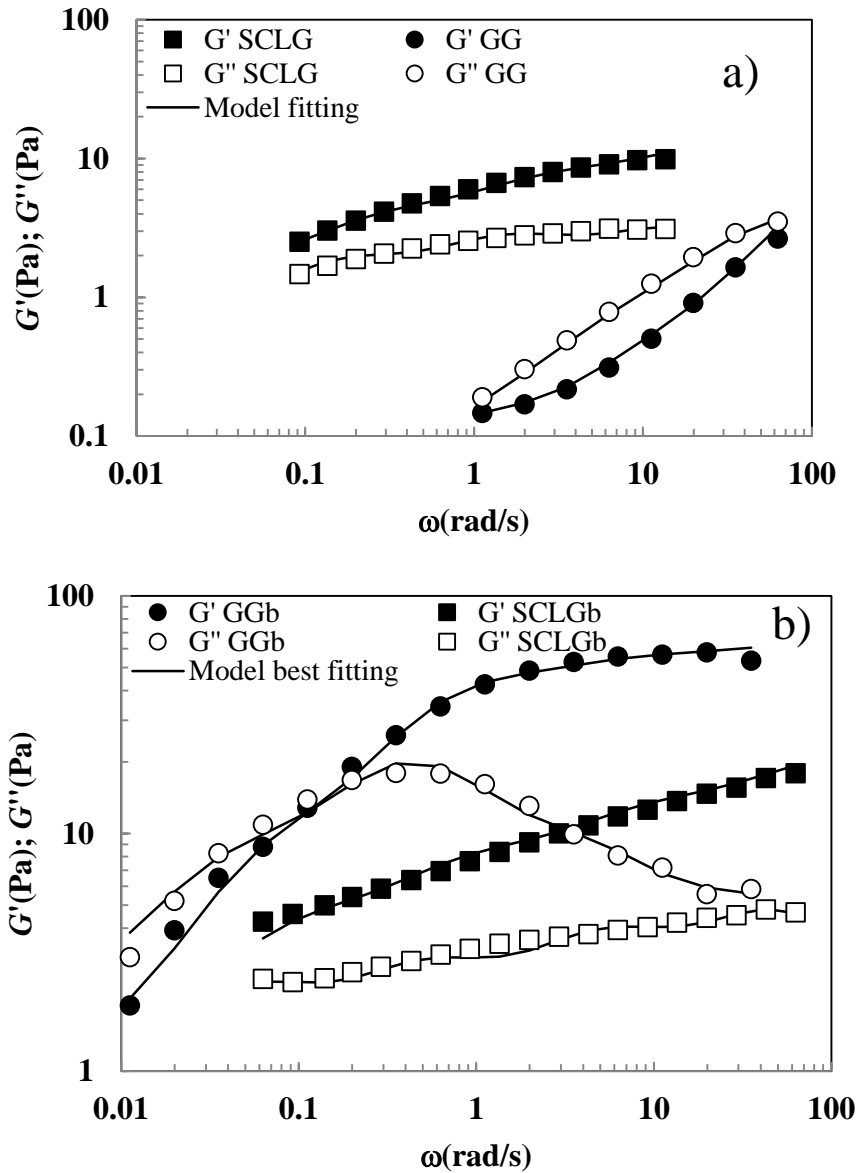 100
■ G' SCLG ● G' GG
□ G'' SCLG ○ G'' GG
Model fitting
a)
10
1
0.1
G'(Pa); G''(Pa)
0.01 0.1 1 10 100
ω(rad/s)
100
● G' GGb ■ G' SCLGb
○ G'' GGb □ G'' SCLGb
Model best fitting
b)
10
1
G'(Pa); G''(Pa)
0.01 0.1 1 10 100
ω(rad/s)